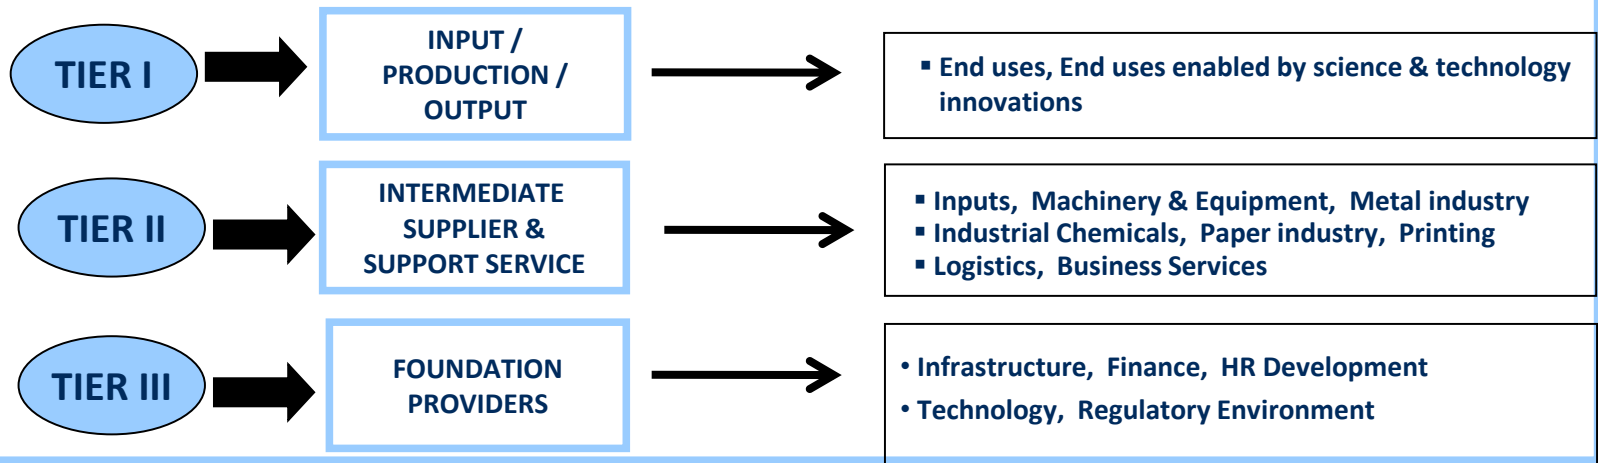 TIER I
INPUT /
PRODUCTION /
OUTPUT
▪ End uses, End uses enabled by science & technology
innovations
TIER II
INTERMEDIATE
SUPPLIER &
SUPPORT SERVICE
▪ Inputs, Machinery & Equipment, Metal industry
▪ Industrial Chemicals, Paper industry, Printing
▪ Logistics, Business Services
TIER III
FOUNDATION
PROVIDERS
• Infrastructure, Finance, HR Development
• Technology, Regulatory Environment